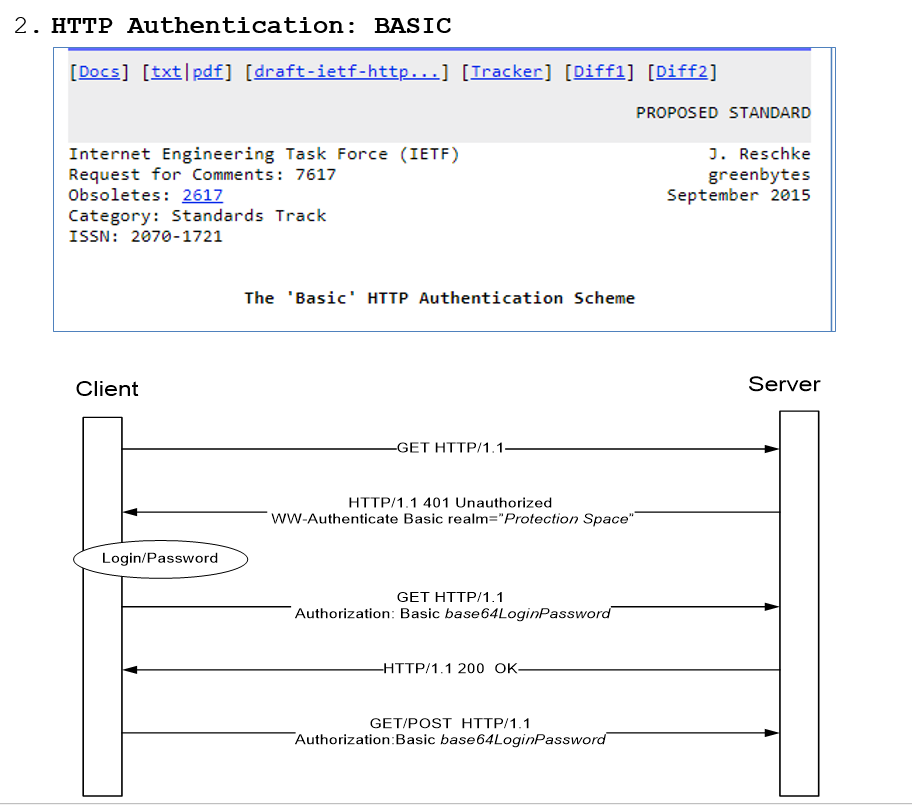 2. HTTP Authentication: BASIC
[Docs] [txt|pdf] [draft-ietf-http...] [Tracker] [Diff1] [Diff2]
PROPOSED STANDARD
Internet Engineering Task Force (IETF) J. Reschke
Request for Comments: 7617 greenbytes
Obsoletes: 2617 September 2015
Category: Standards Track
ISSN: 2070-1721
The 'Basic' HTTP Authentication Scheme
Client Server
GET HTTP/1.1
HTTP/1.1 401 Unauthorized
WW-Authenticate Basic realm="Protection Space"
Login/Password
GET HTTP/1.1
Authorization: Basic base64LoginPassword
HTTP/1.1 200 OK
GET/POST HTTP/1.1
Authorization:Basic base64LoginPassword